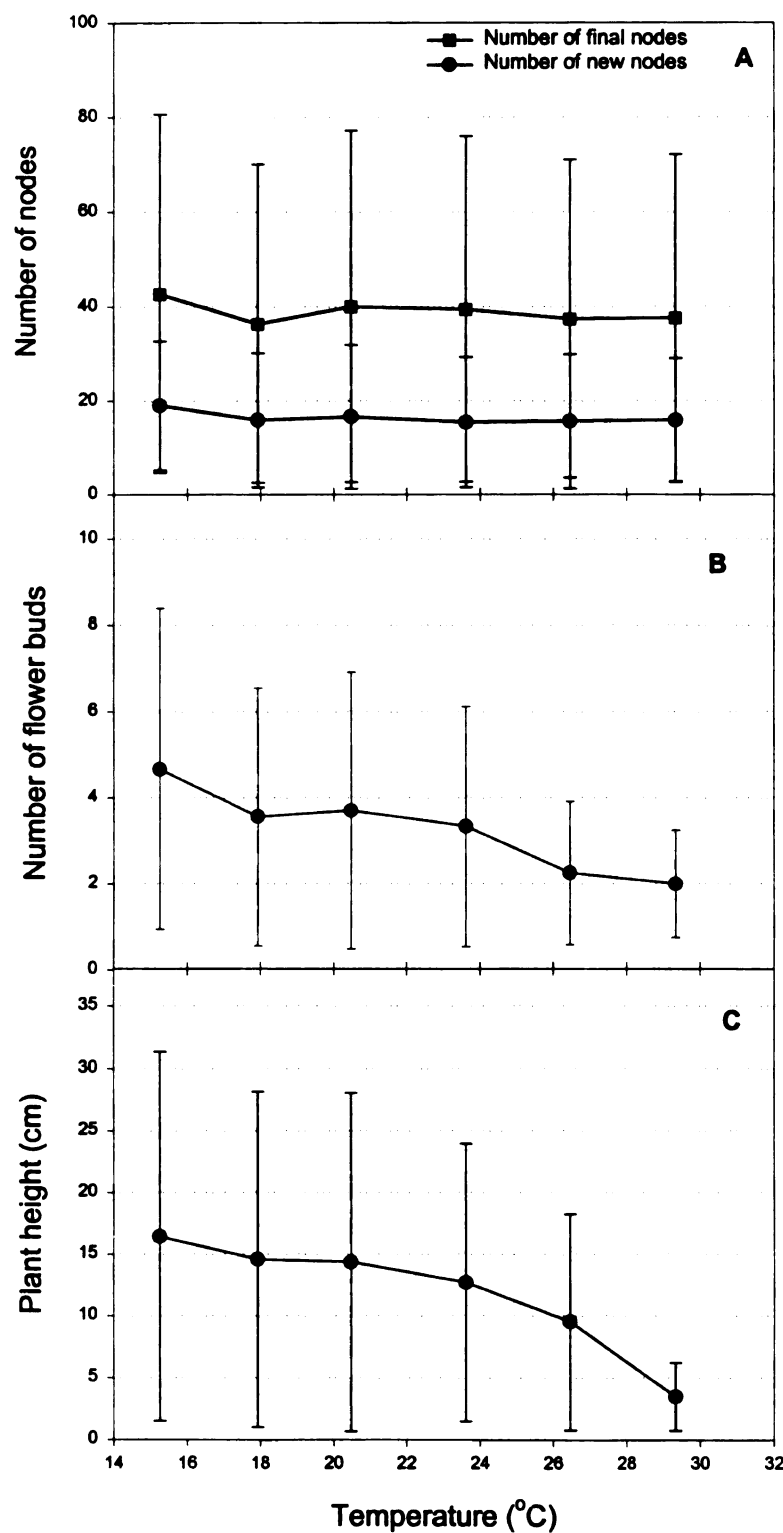 100
Number of final nodes
Number of new nodes
A
80
60
40
20
0
Number of nodes
10
B
8
6
4
2
0
Number of flower buds
35
C
30
25
20
15
10
5
0
Plant height (cm)
14 16 18 20 22 24 26 28 30 32
Temperature (°C)